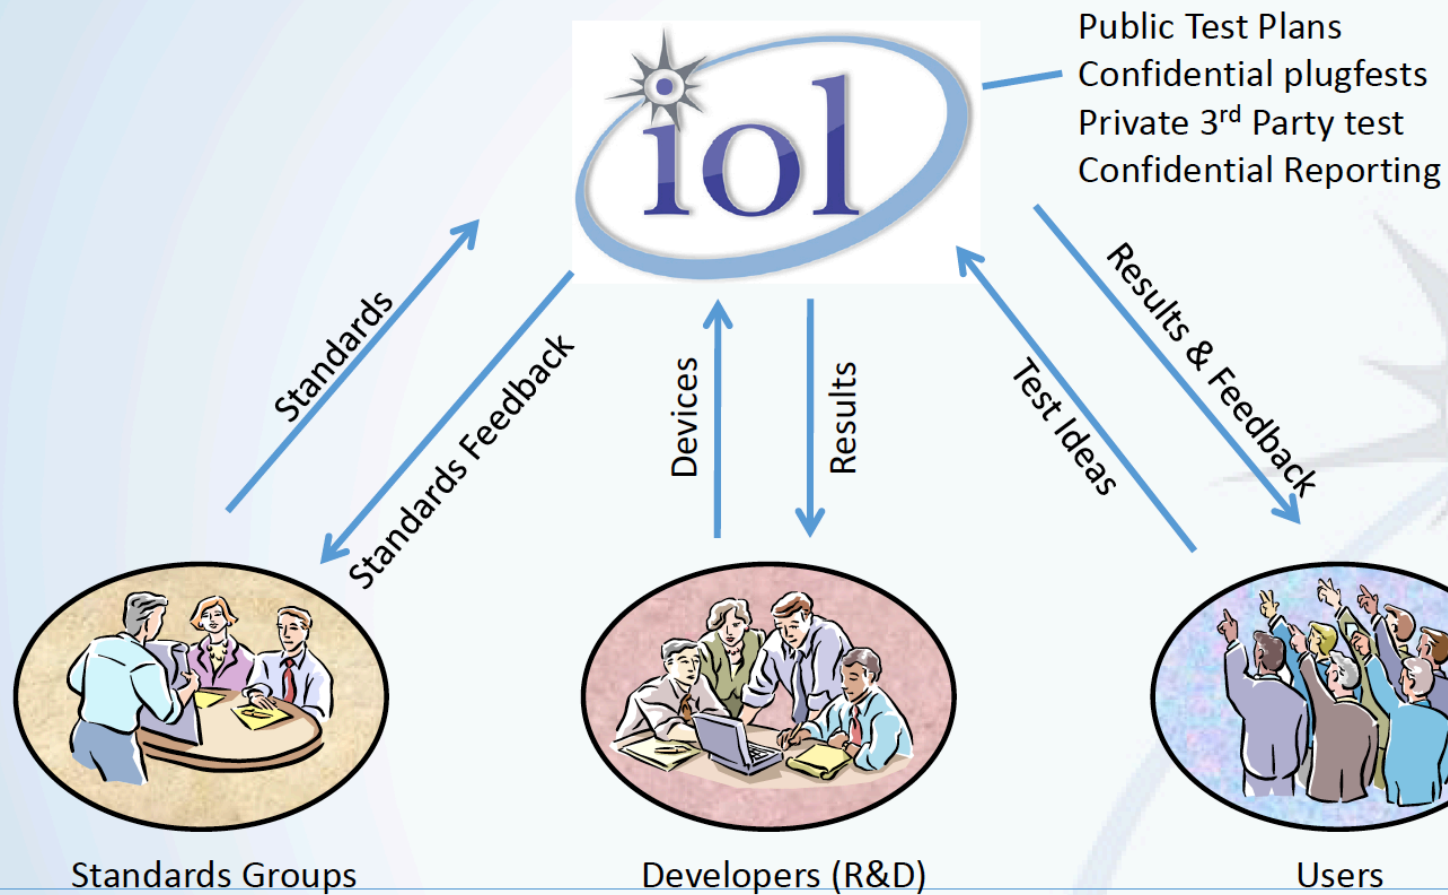 iol
Public Test Plans
Confidential plugfests
Private 3rd Party test
Confidential Reporting
Standards
Standards Feedback
Devices
Results
Test Ideas
Results & Feedback
Standards Groups
Developers (R&D)
Users